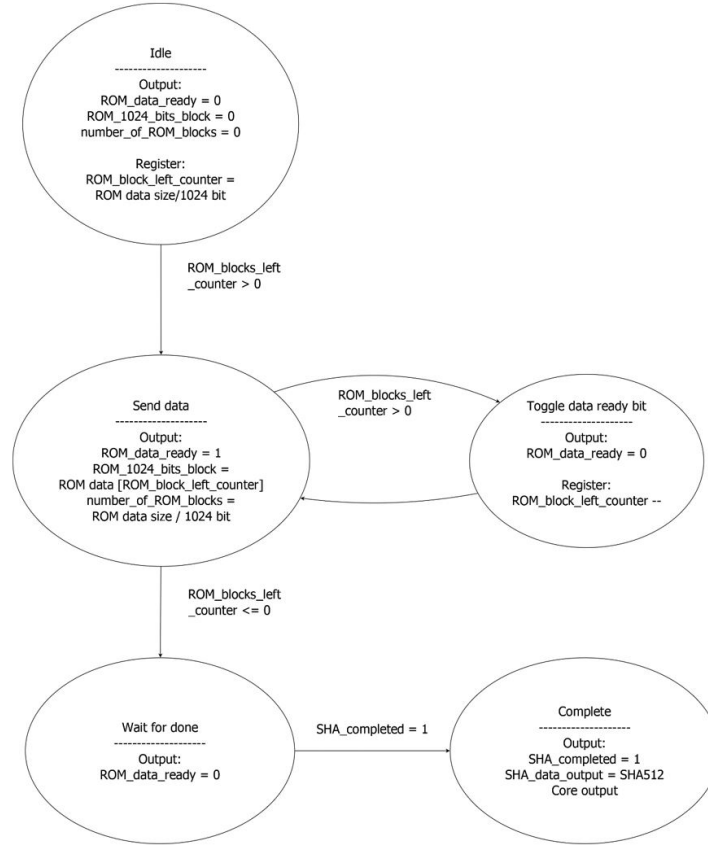 Idle
--------------------
Output:
ROM_data_ready = 0
ROM_1024_bits_block = 0
number_of_ROM_blocks = 0
Register:
ROM_block_left_counter =
ROM data size/1024 bit
ROM_blocks_left
_counter > 0
Send data
--------------------
Output:
ROM_data_ready = 1
ROM_1024_bits_block =
ROM data [ROM_block_left_counter]
number_of_ROM_blocks =
ROM data size / 1024 bit
ROM_blocks_left
_counter > 0
Toggle data ready bit
--------------------
Output:
ROM_data_ready = 0
Register:
ROM_block_left_counter --
ROM_blocks_left
_counter <= 0
Wait for done
--------------------
Output:
ROM_data_ready = 0
SHA_completed = 1
Complete
--------------------
Output:
SHA_completed = 1
SHA_data_output = SHA512
Core output